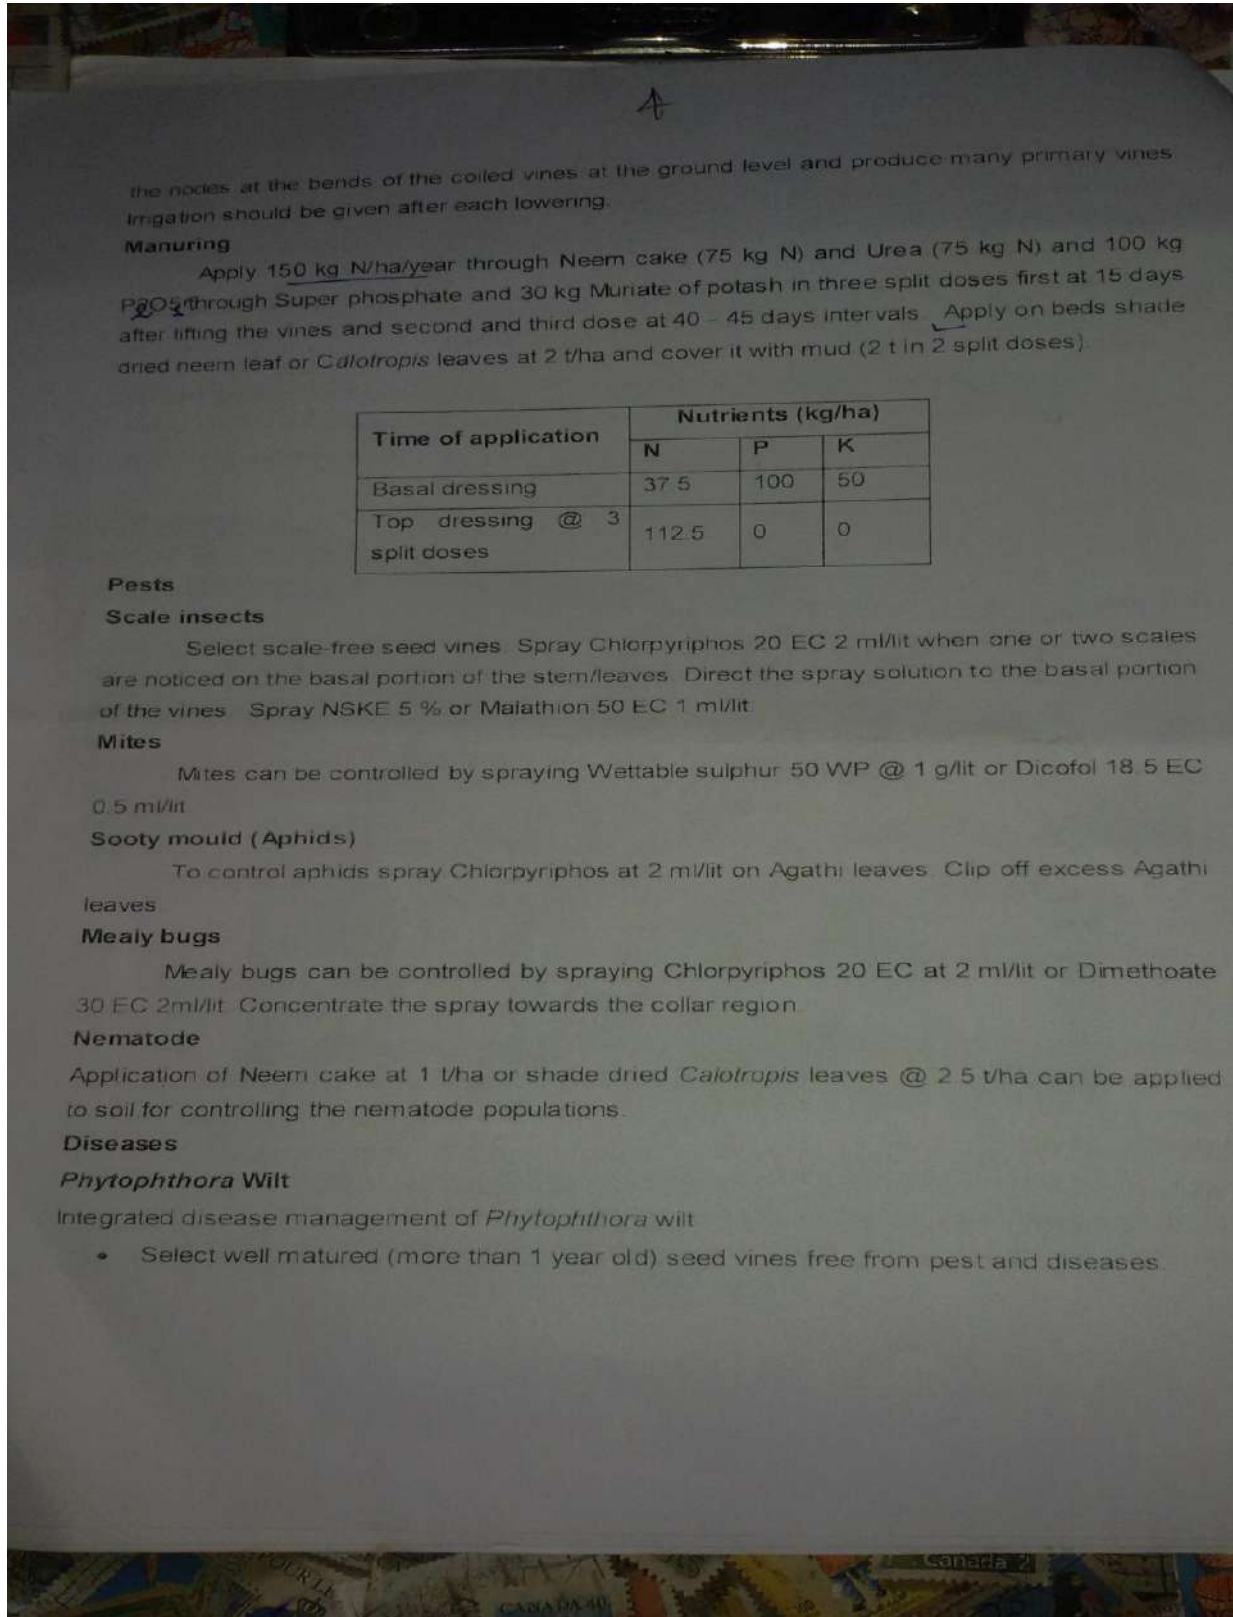 4
the nodes at the bends of the coiled vines at the ground level and produce many primary vines
Irrigation should be given after each lowering.
Manuring
Apply 150 kg N/ha/year through Neem cake (75 kg N) and Urea (75 kg N) and 100 kg
P2O5 through Super phosphate and 30 kg Muriate of potash in three split doses first at 15 days
after lifting the vines and second and third dose at 40 – 45 days intervals. Apply on beds shade
dried neem leaf or Calotropis leaves at 2 t/ha and cover it with mud (2 t in 2 split doses).
Time of application
Nutrients (kg/ha)
N P K
Basal dressing 37.5 100 50
Top dressing @ 3
split doses
112.5 0 0
Pests
Scale insects
Select scale-free seed vines. Spray Chlorpyriphos 20 EC 2 ml/lit when one or two scales
are noticed on the basal portion of the stem/leaves. Direct the spray solution to the basal portion
of the vines. Spray NSKE 5 % or Malathion 50 EC 1 ml/lit.
Mites
Mites can be controlled by spraying Wettable sulphur 50 WP @ 1 g/lit or Dicofol 18.5 EC
0.5 ml/lit
Sooty mould (Aphids)
To control aphids spray Chlorpyriphos at 2 ml/lit on Agathi leaves. Clip off excess Agathi
leaves.
Mealy bugs
Mealy bugs can be controlled by spraying Chlorpyriphos 20 EC at 2 ml/lit or Dimethoate
30 EC 2ml/lit. Concentrate the spray towards the collar region.
Nematode
Application of Neem cake at 1 t/ha or shade dried Calotropis leaves @ 2.5 t/ha can be applied
to soil for controlling the nematode populations.
Diseases
Phytophthora Wilt
Integrated disease management of Phytophthora wilt
• Select well matured (more than 1 year old) seed vines free from pest and diseases.
Canada 2
CANADA 40